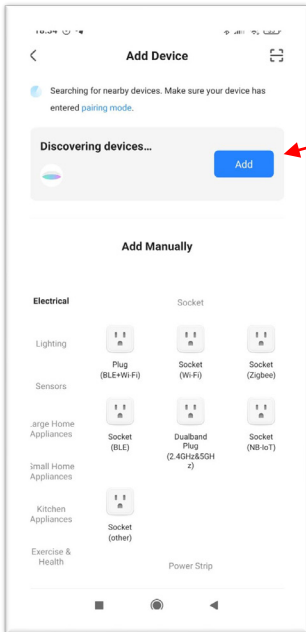 Add Device
Searching for nearby devices. Make sure your device has
entered pairing mode.
Discovering devices...
Add
Add Manually
Electrical
Socket
Lighting
Plug
(BLE+Wi-Fi)
Socket
(Wi-Fi)
Socket
(Zigbee)
Sensors
arge Home
Appliances
Socket
(BLE)
Dualband
Plug
(2.4GHz&5GH
z)
Socket
(NB-IoT)
Small Home
Appliances
Kitchen
Appliances
Socket
(other)
Exercise &
Health
Power Strip